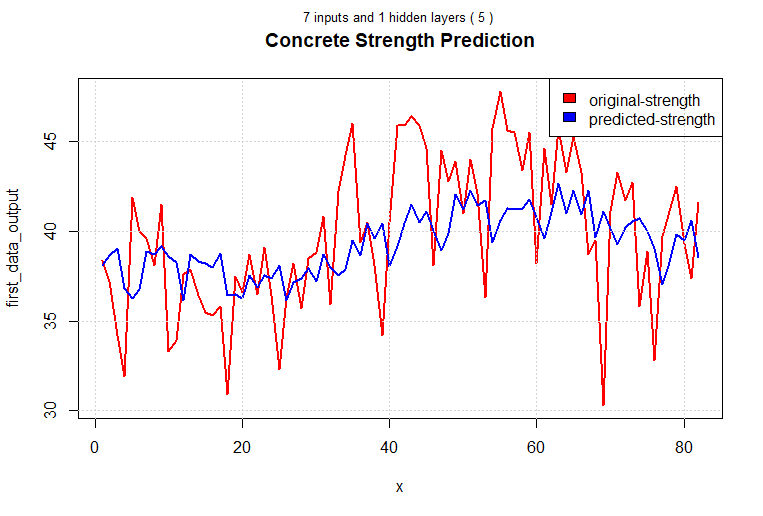 7 inputs and 1 hidden layers ( 5 )
Concrete Strength Prediction
original-strength
predicted-strength
first_data_output
45
40
35
30
0 20 40 60 80
x